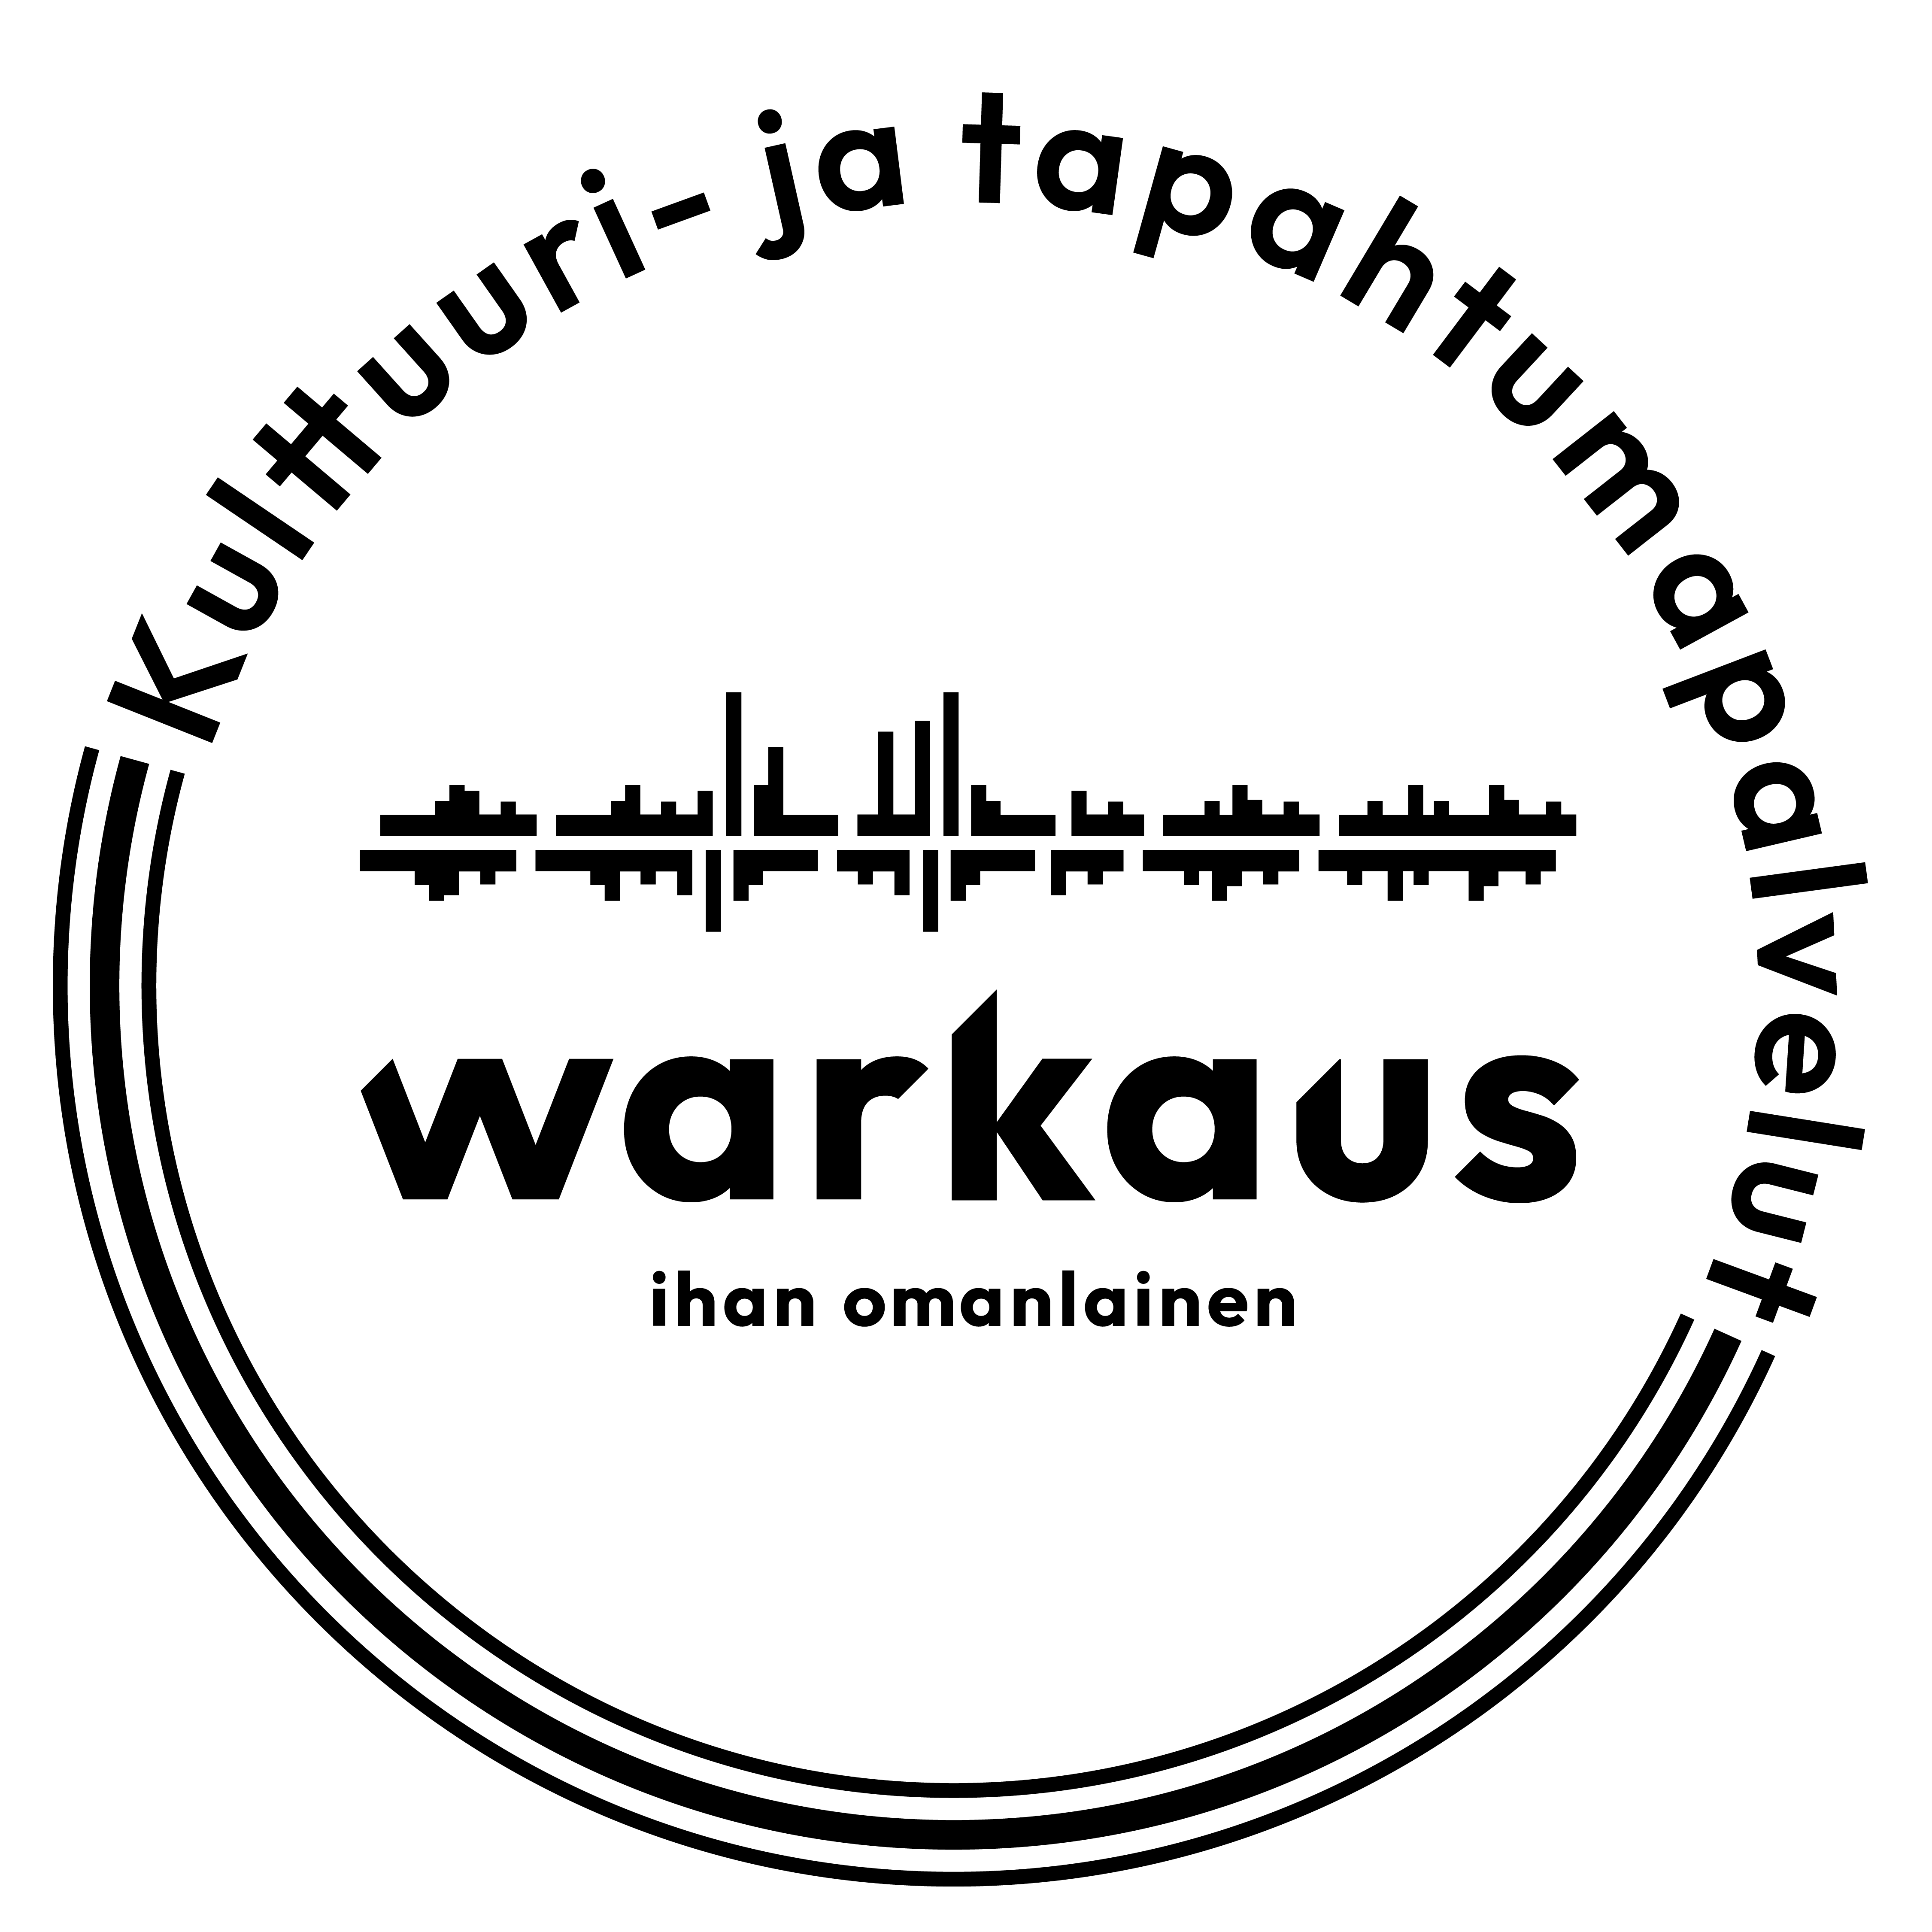 Kulttuuri- ja tapahtumapalvelut
warkaus
ihan omanlainen